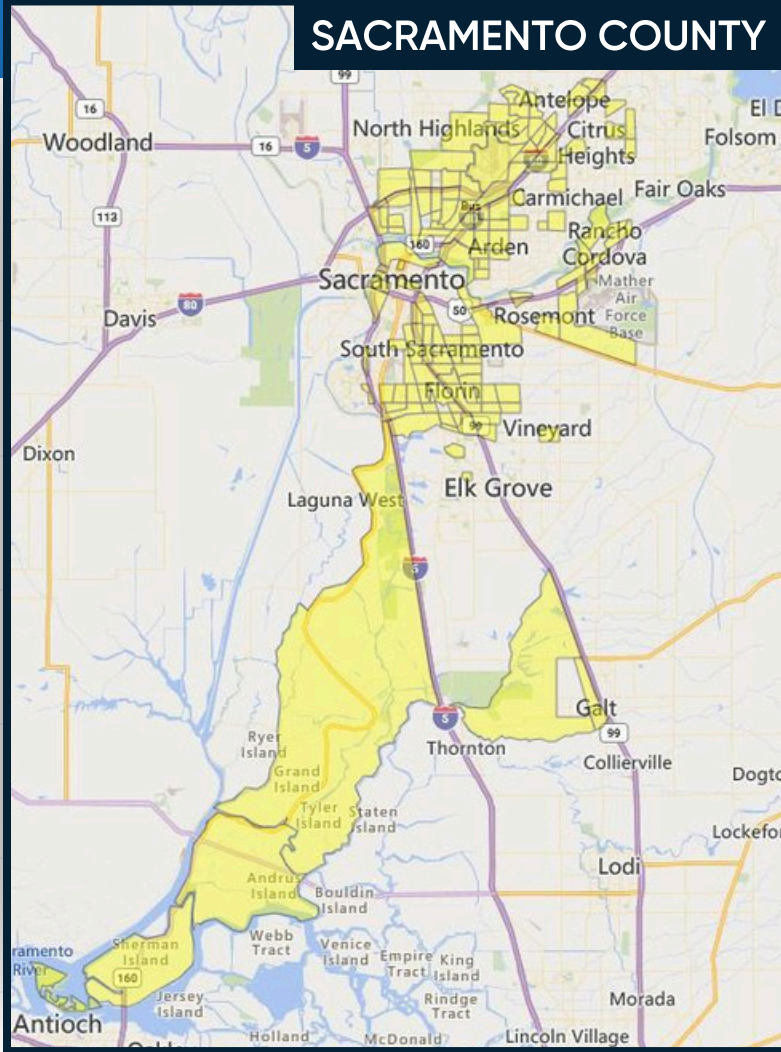 SACRAMENTO COUNTY
99
16
Antelope
El D
North Highlands
Citrus
Heights
Folsom
Woodland
16
5
Carmichael
Fair Oaks
113
160
Arden
Rancho
Cordova
Sacramento
Mather
Air
Force
Base
80
Davis
50
Rosemont
South Sacramento
Florin
99
Vineyard
Dixon
Laguna West
Elk Grove
5
Galt
5
99
Ryer
Island
Thornton
Collierville
Grand
Island
Dogto
Tyler
Island
Staten
Island
Lockefor
Lodi
Andrus
Island
Bouldin
Island
Sherman
Island
ramento
River
160
Webb
Tract
Venice
Island
Empire
Tract
King
Island
Jersey
Island
Rindge
Tract
Morada
Antioch
Holland
McDonald
Lincoln Village